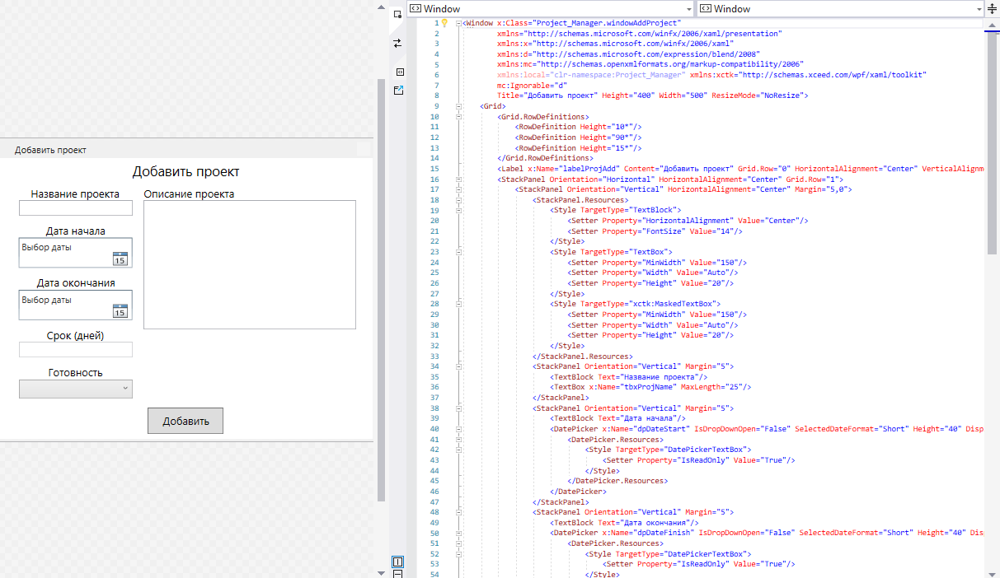 Добавить проект
Добавить проект
Название проекта
Описание проекта
Дата начала
Выбор даты
15
Дата окончания
Выбор даты
15
Срок (дней)
Готовность
Добавить
Window
Window
1 <Window x:Class="Project_Manager.windowAddProject"
2 xmlns="http://schemas.microsoft.com/winfx/2006/xaml/presentation"
3 xmlns:x="http://schemas.microsoft.com/winfx/2006/xaml"
4 xmlns:d="http://schemas.microsoft.com/expression/blend/2008"
5 xmlns:mc="http://schemas.openxmlformats.org/markup-compatibility/2006"
6 xmlns:local="clr-namespace:Project_Manager" xmlns:xctk="http://schemas.xceed.com/wpf/xaml/toolkit"
7 mc:Ignorable="d"
8 Title="Добавить проект" Height="400" Width="500" ResizeMode="NoResize">
9 <Grid>
10 <Grid.RowDefinitions>
11 <RowDefinition Height="10*"/>
12 <RowDefinition Height="90*"/>
13 <RowDefinition Height="15*"/>
14 </Grid.RowDefinitions>
15 <Label x:Name="labelProjAdd" Content="Добавить проект" Grid.Row="0" HorizontalAlignment="Center" VerticalAlignm
16 <StackPanel Orientation="Horizontal" HorizontalAlignment="Center" Grid.Row="1">
17 <StackPanel Orientation="Vertical" HorizontalAlignment="Center" Margin="5,0">
18 <StackPanel.Resources>
19 <Style TargetType="TextBlock">
20 <Setter Property="HorizontalAlignment" Value="Center"/>
21 <Setter Property="FontSize" Value="14"/>
22 </Style>
23 <Style TargetType="TextBox">
24 <Setter Property="MinWidth" Value="150"/>
25 <Setter Property="Width" Value="Auto"/>
26 <Setter Property="Height" Value="20"/>
27 </Style>
28 <Style TargetType="xctk:MaskedTextBox">
29 <Setter Property="MinWidth" Value="150"/>
30 <Setter Property="Width" Value="Auto"/>
31 <Setter Property="Height" Value="20"/>
32 </Style>
33 </StackPanel.Resources>
34 <StackPanel Orientation="Vertical" Margin="5">
35 <TextBlock Text="Название проекта"/>
36 <TextBox x:Name="tbxProjName" MaxLength="25"/>
37 </StackPanel>
38 <StackPanel Orientation="Vertical" Margin="5">
39 <TextBlock Text="Дата начала"/>
40 <DatePicker x:Name="dpDateStart" IsDropDownOpen="False" SelectedDateFormat="Short" Height="40" Disp
41 <DatePicker.Resources>
42 <Style TargetType="DatePickerTextBox">
43 <Setter Property="IsReadOnly" Value="True"/>
44 </Style>
45 </DatePicker.Resources>
46 </DatePicker>
47 </StackPanel>
48 <StackPanel Orientation="Vertical" Margin="5">
49 <TextBlock Text="Дата окончания"/>
50 <DatePicker x:Name="dpDateFinish" IsDropDownOpen="False" SelectedDateFormat="Short" Height="40" Dis
51 <DatePicker.Resources>
52 <Style TargetType="DatePickerTextBox">
53 <Setter Property="IsReadOnly" Value="True"/>
54 </Style>